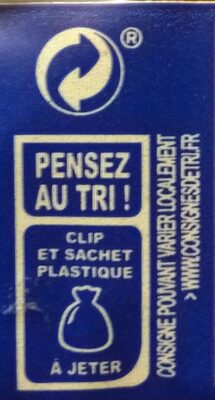 ®
PENSEZ
AU TRI !
CLIP
ET SACHET
PLASTIQUE
À JETER
CONSIGNE POUVANT VARIER LOCALEMENT
> WWW.CONSIGNESDETRI.FR